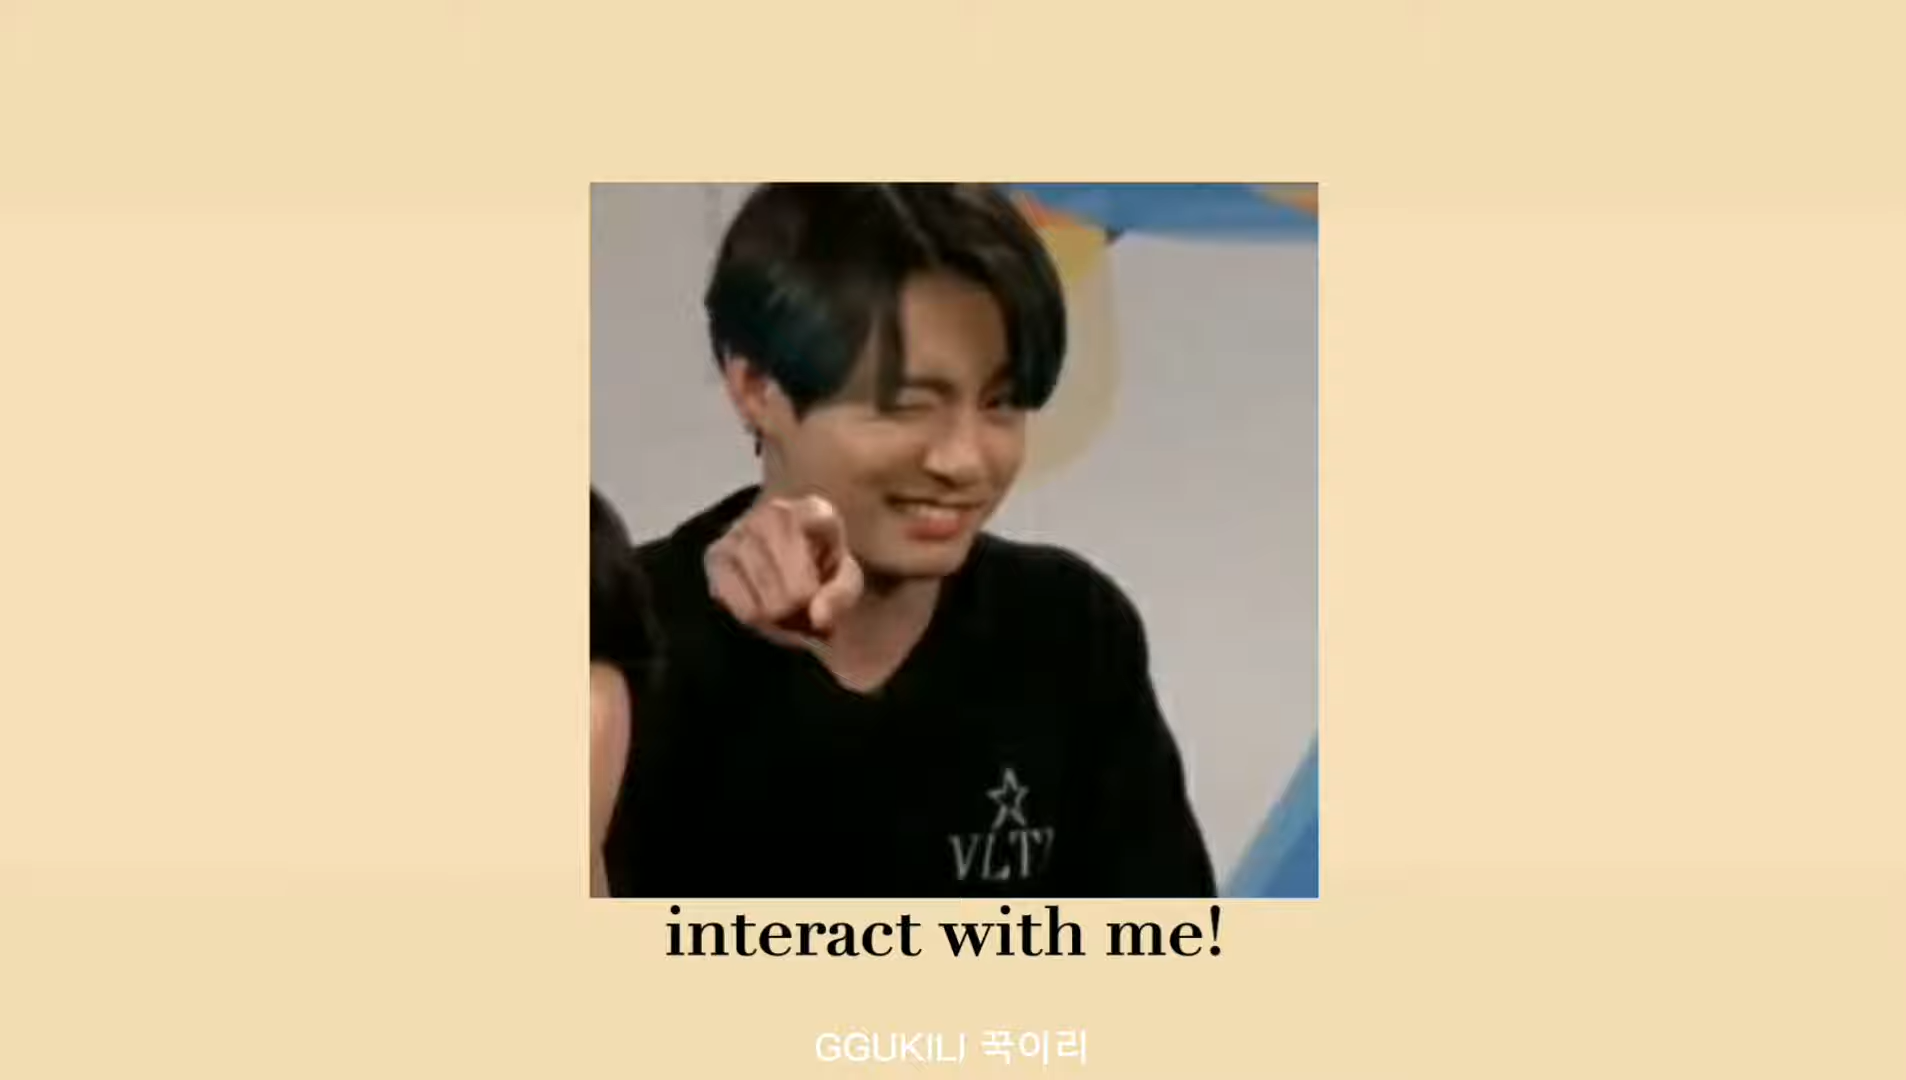 VLT
interact with me!
GGUKILI 꾹이리